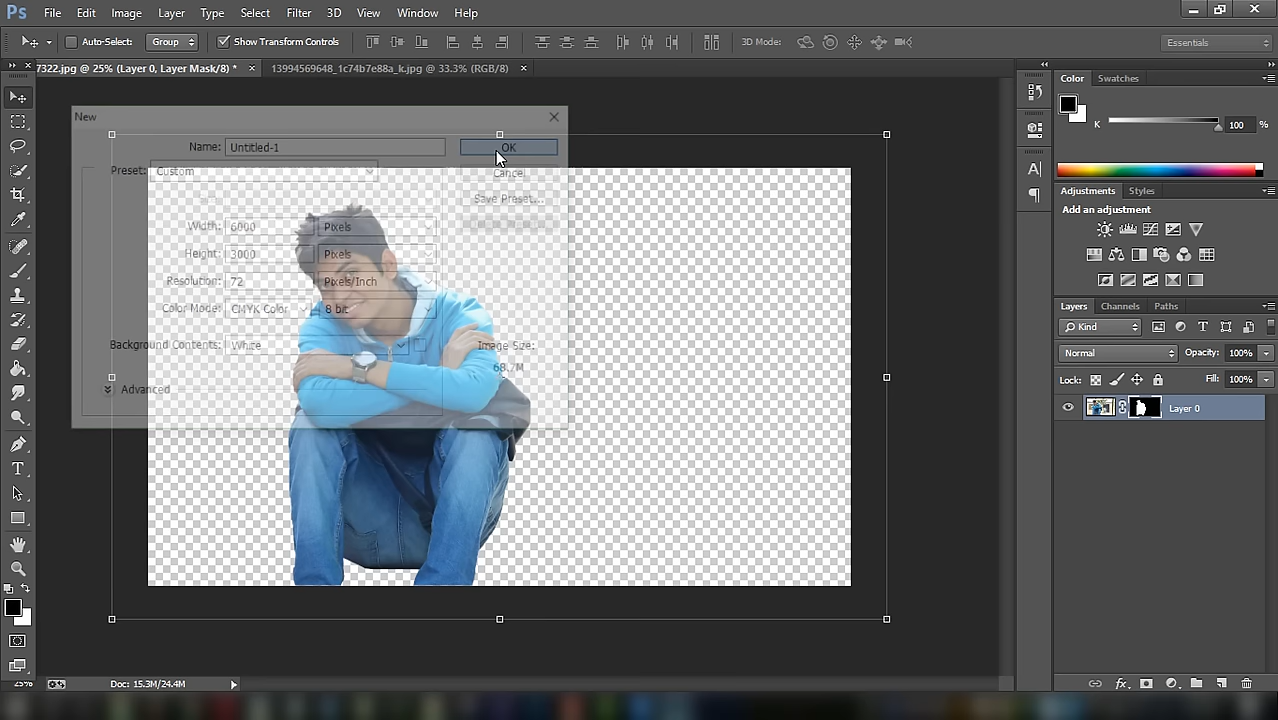 Ps File Edit Image Layer Type Select Filter 3D View Window Help
Auto-Select: Group Show Transform Controls 3D Mode: Essentials
7322.jpg @ 25% (Layer 0, Layer Mask/8) * × 13994569648_1c74b7e88a_k.jpg @ 33.3% (RGB/8) ×
Color Swatches
K 100 %
New
Name: Untitled-1 OK
Preset: Custom Cancel
Save Preset...
Width: 6000 Pixels
Height: 3000 Pixels
Resolution: 72 Pixels/Inch
Color Mode: CMYK Color 8 bit
Background Contents: White
Image Size:
68.7M
Advanced
Adjustments Styles
Add an adjustment
Layers Channels Paths
Kind
Normal Opacity: 100%
Lock: Fill: 100%
Layer 0
25% Doc: 15.3M/24.4M